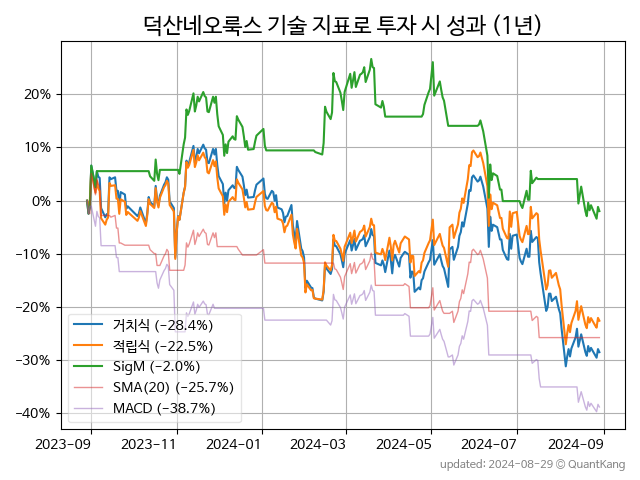 덕산네오룩스 기술 지표로 투자 시 성과 (1년)
20%
10%
0%
−10%
−20%
−30%
−40%
거치식 (−28.4%)
적립식 (−22.5%)
SigM (−2.0%)
SMA(20) (−25.7%)
MACD (−38.7%)
2023-09 2023-11 2024-01 2024-03 2024-05 2024-07 2024-09
updated: 2024-08-29 © QuantKang